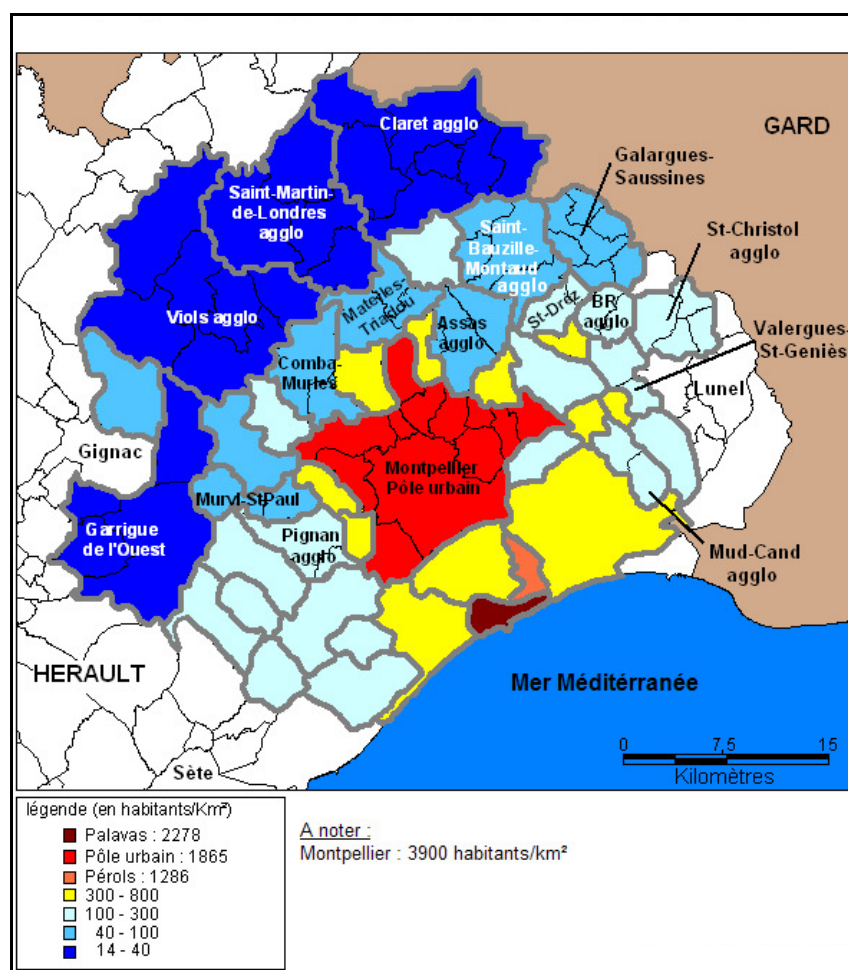 Claret agglo
GARD
Galargues-
Saussines
Saint-Martin-
de-Londres
agglo
Saint-
Bauzille-
Montaud
agglo
St-Christol
agglo
Matelles-
Triadou
St-Dréz
BR
agglo
Viols agglo
Assas
agglo
Valergues-
St-Geniès
Comba-
Murles
Lunel
Gignac
Montpellier
Pôle urbain
Murvl-St-Paul
Garrigue
de l'Ouest
Pignan
agglo
Mud-Cand
agglo
HERAULT
Mer Méditérranée
Sète
0 7,5 15
Kilomètres
légende (en habitants/Km²)
Palavas : 2278
Pôle urbain : 1865
Pérols : 1286
300 - 800
100 - 300
40 - 100
14 - 40
A noter :
Montpellier : 3900 habitants/km²